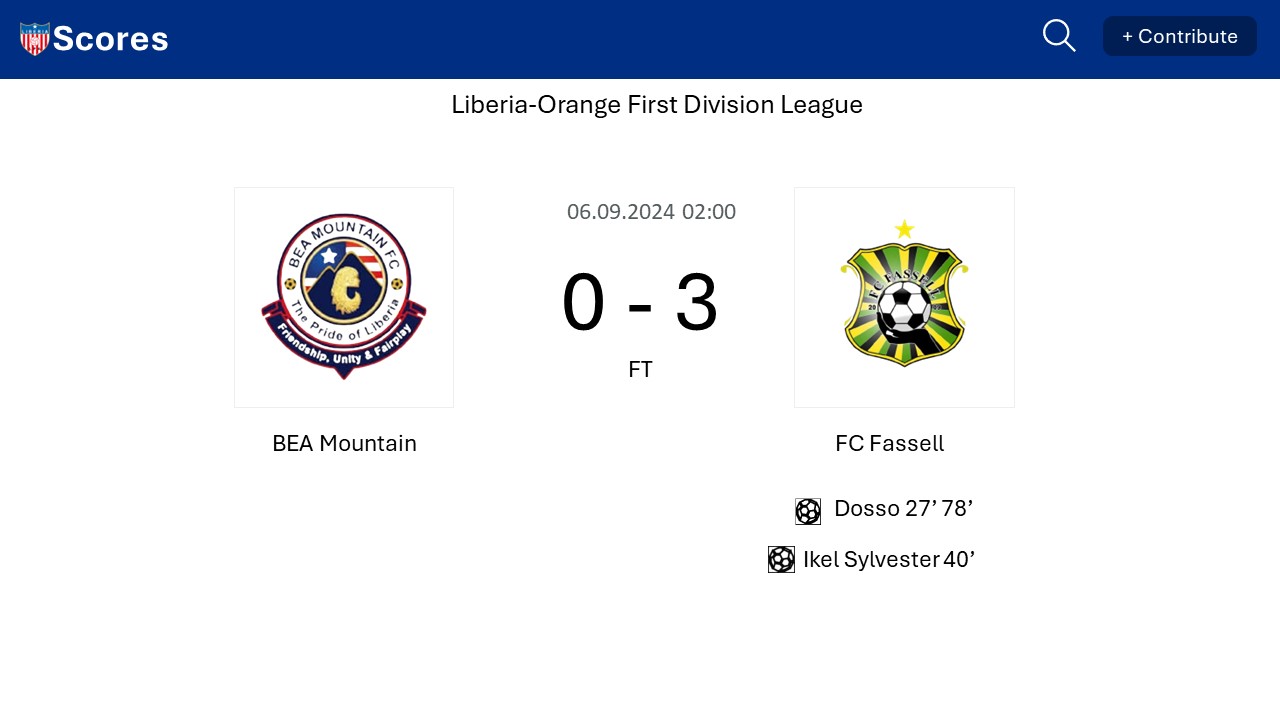 LIBERIA
Scores
+ Contribute
Liberia-Orange First Division League
06.09.2024 02:00
BEA MOUNTAIN FC
The Pride of Liberia
Friendship, Unity & Fairplay
0 - 3
FC FASSELL
FT
BEA Mountain
FC Fassell
Dosso 27’ 78’
Ikel Sylvester 40’